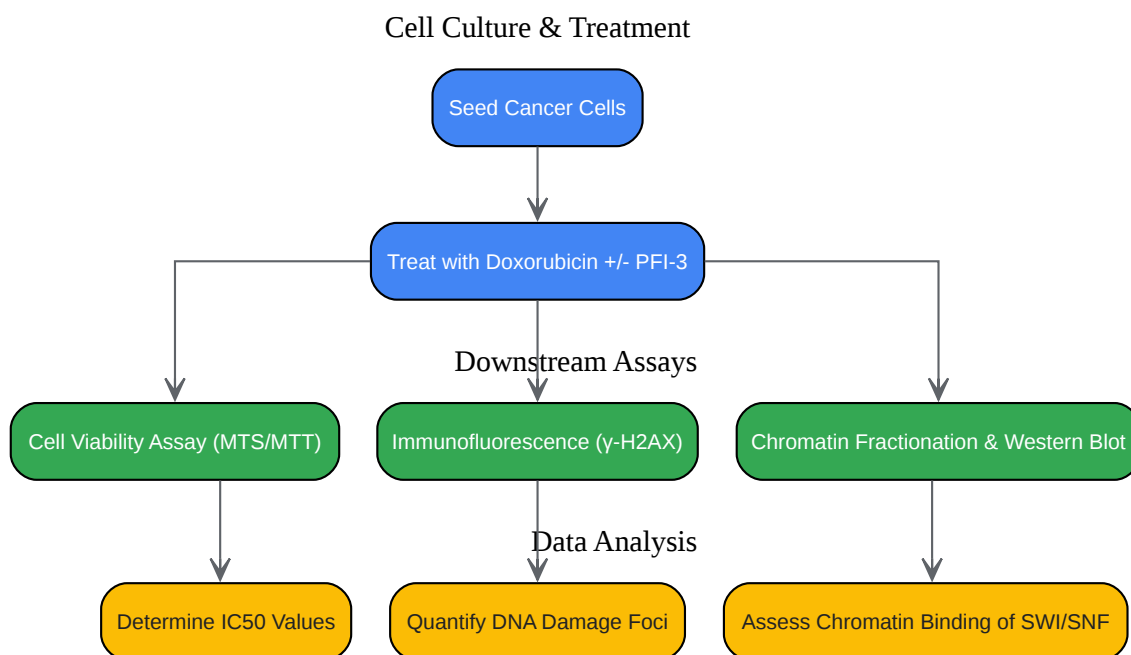 Cell Culture & Treatment
Seed Cancer Cells
Treat with Doxorubicin +/- PFI-3
Downstream Assays
Cell Viability Assay (MTS/MTT)
Immunofluorescence (γ-H2AX)
Chromatin Fractionation & Western Blot
Data Analysis
Determine IC50 Values
Quantify DNA Damage Foci
Assess Chromatin Binding of SWI/SNF